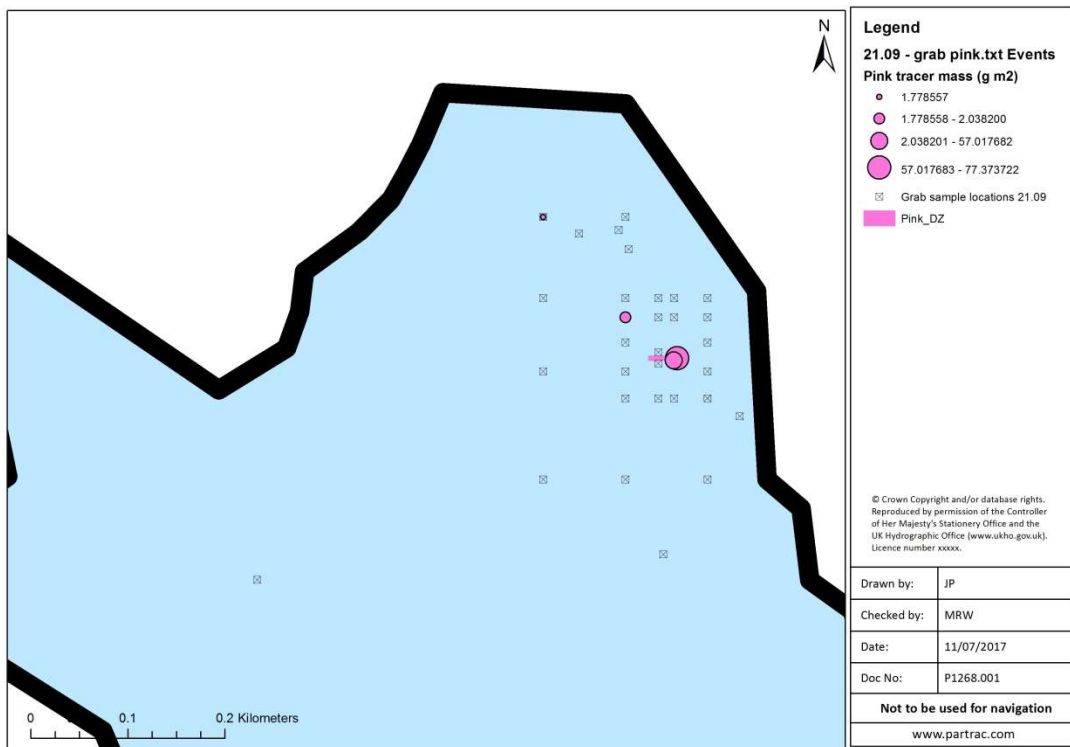 N
0 0.1 0.2 Kilometers
Legend
21.09 - grab pink.txt Events
Pink tracer mass (g m2)
1.778557
1.778558 - 2.038200
2.038201 - 57.017682
57.017683 - 77.373722
Grab sample locations 21.09
Pink_DZ
© Crown Copyright and/or database rights.
Reproduced by permission of the Controller
of Her Majesty's Stationery Office and the
UK Hydrographic Office (www.ukho.gov.uk).
Licence number xxxxx.
Drawn by: JP
Checked by: MRW
Date: 11/07/2017
Doc No: P1268.001
Not to be used for navigation
www.partrac.com